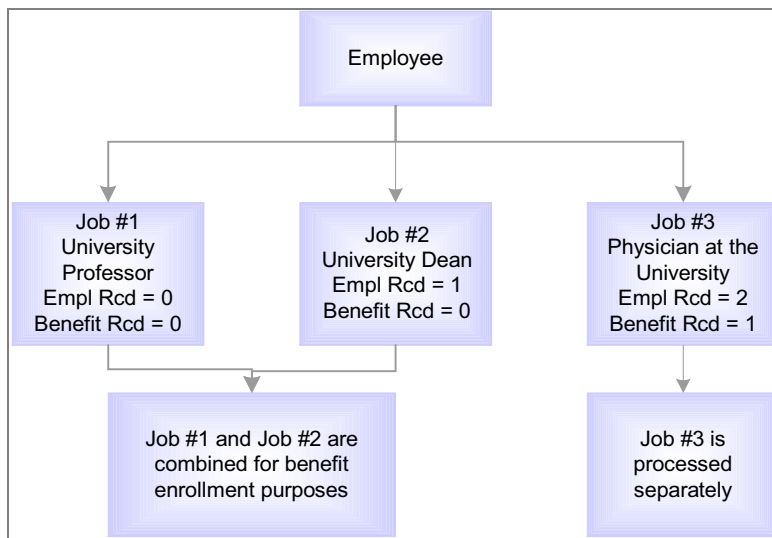 Employee
Job #1
University
Professor
Empl Rcd = 0
Benefit Rcd = 0
Job #2
University Dean
Empl Rcd = 1
Benefit Rcd = 0
Job #3
Physician at the
University
Empl Rcd = 2
Benefit Rcd = 1
Job #1 and Job #2 are
combined for benefit
enrollment purposes
Job #3 is
processed
separately